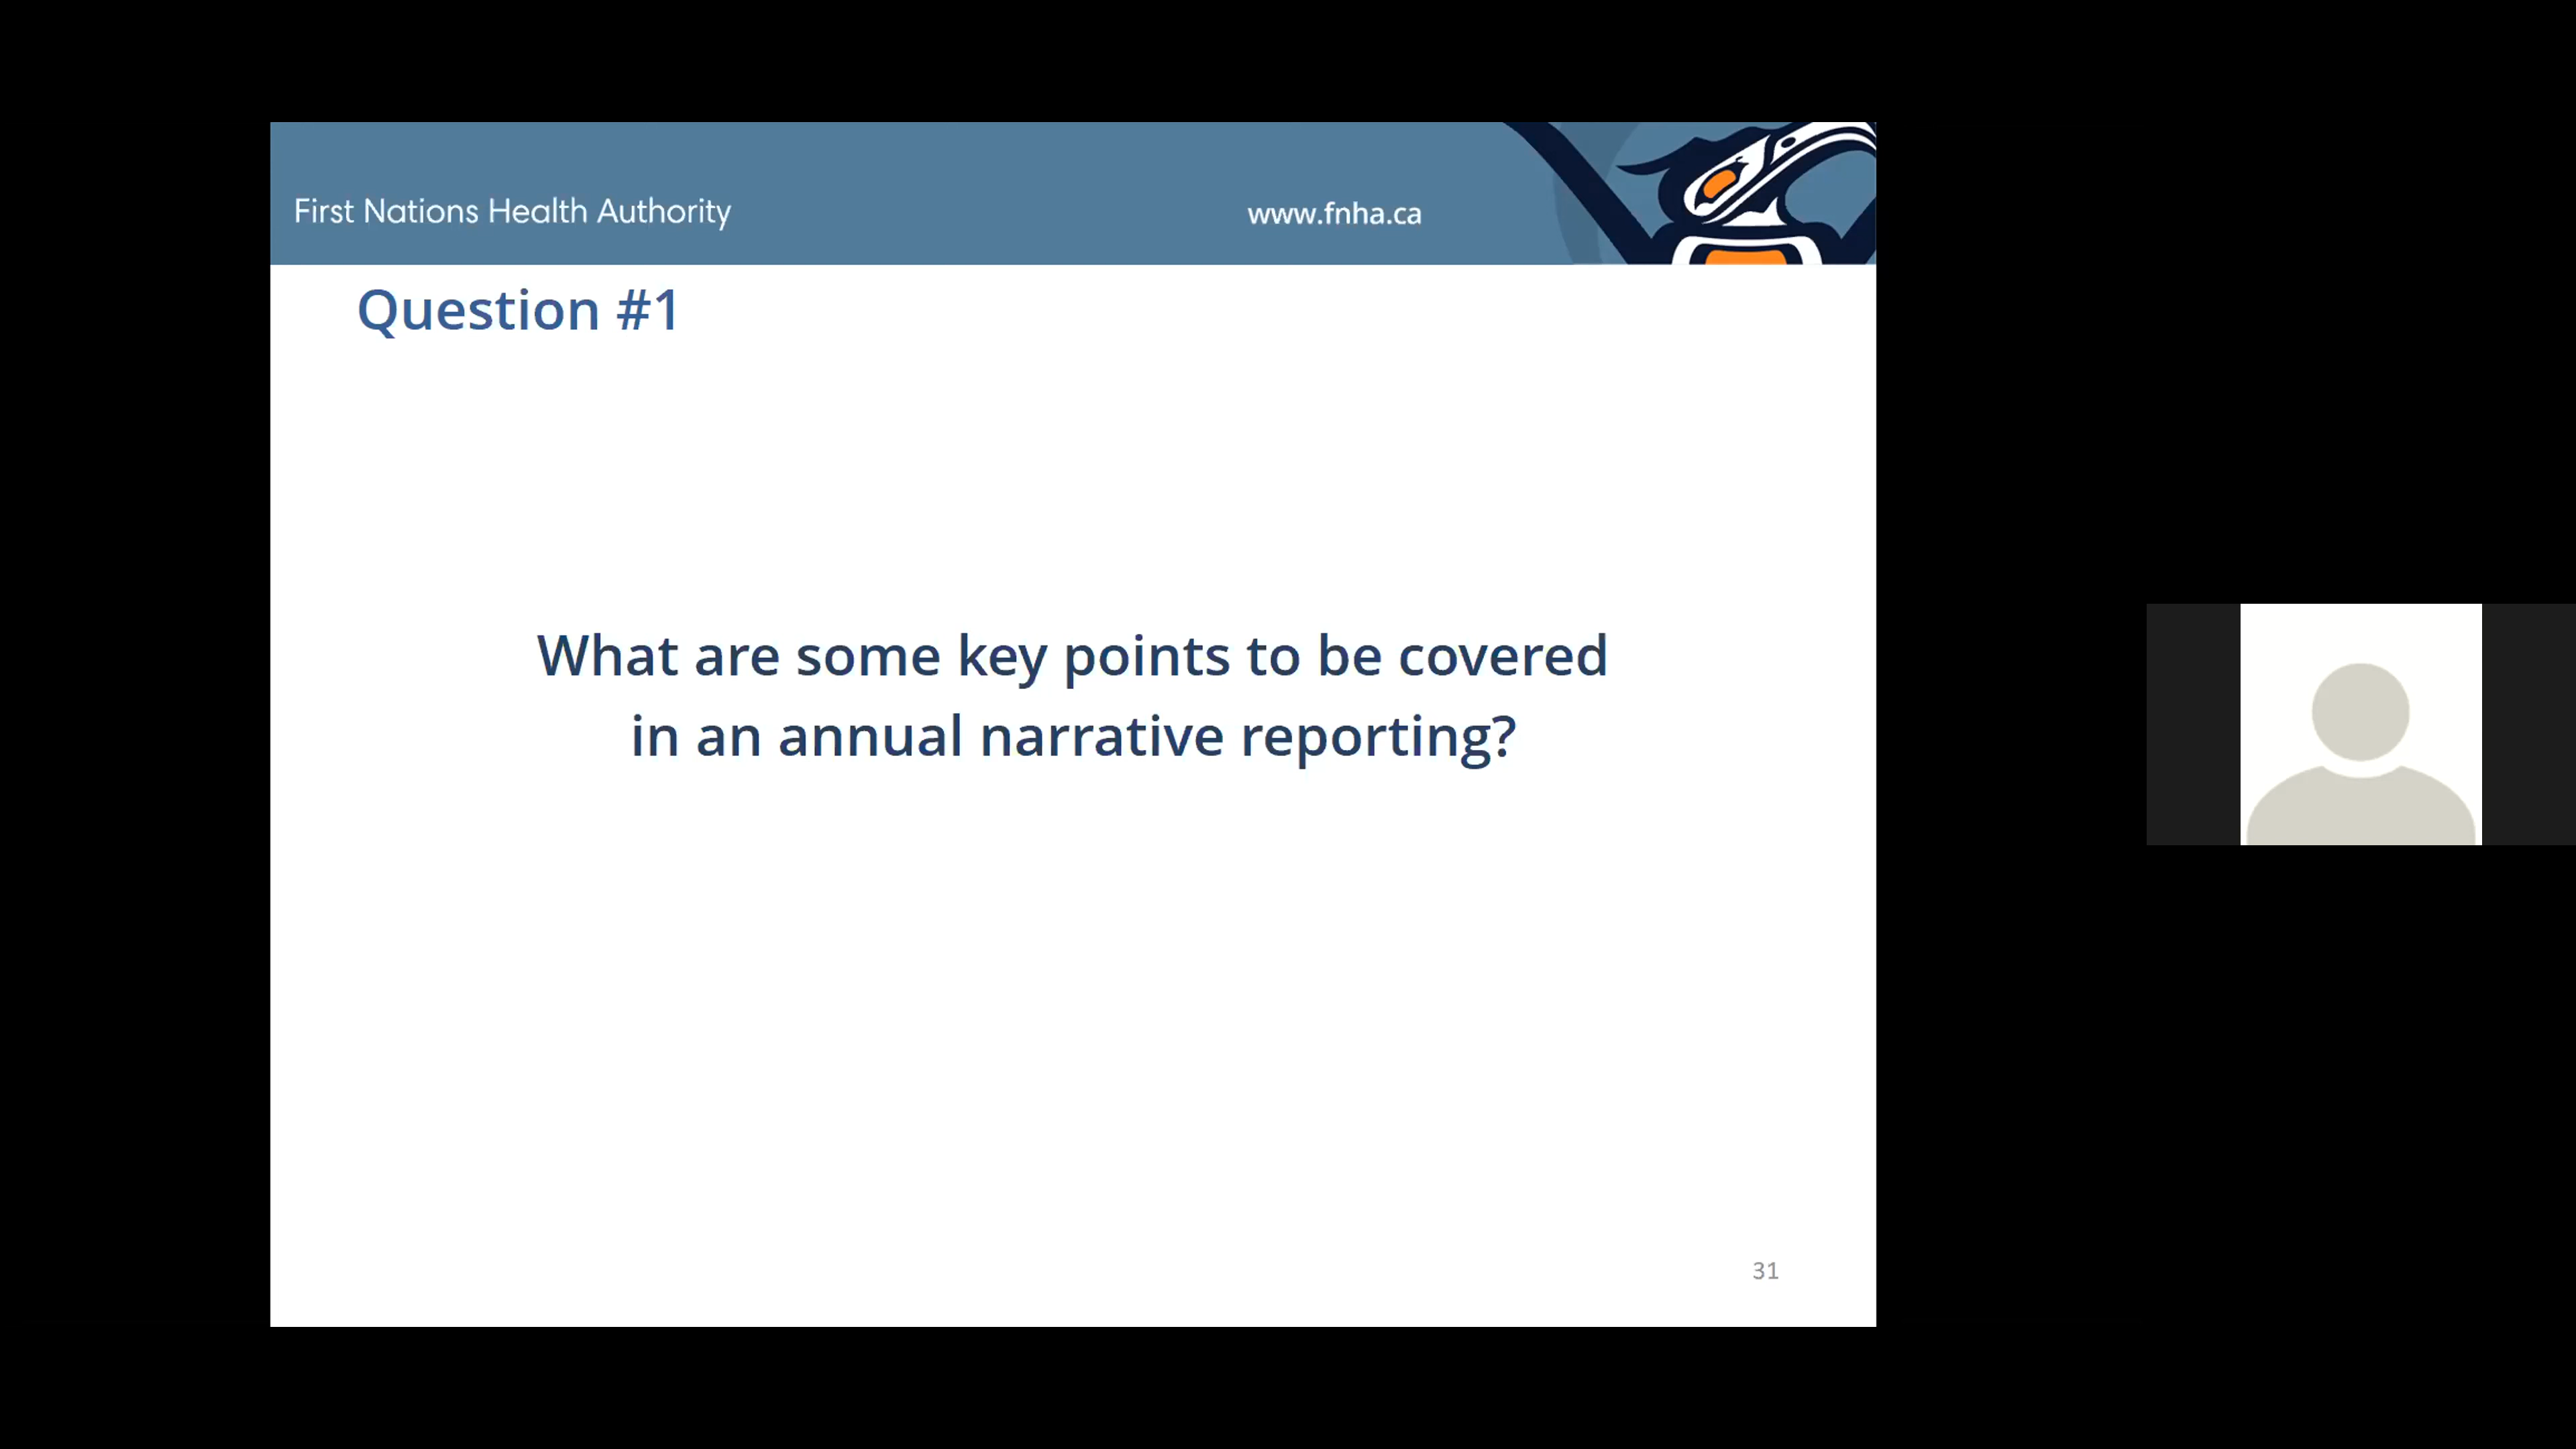 First Nations Health Authority
www.fnha.ca
Question #1
What are some key points to be covered
in an annual narrative reporting?
31